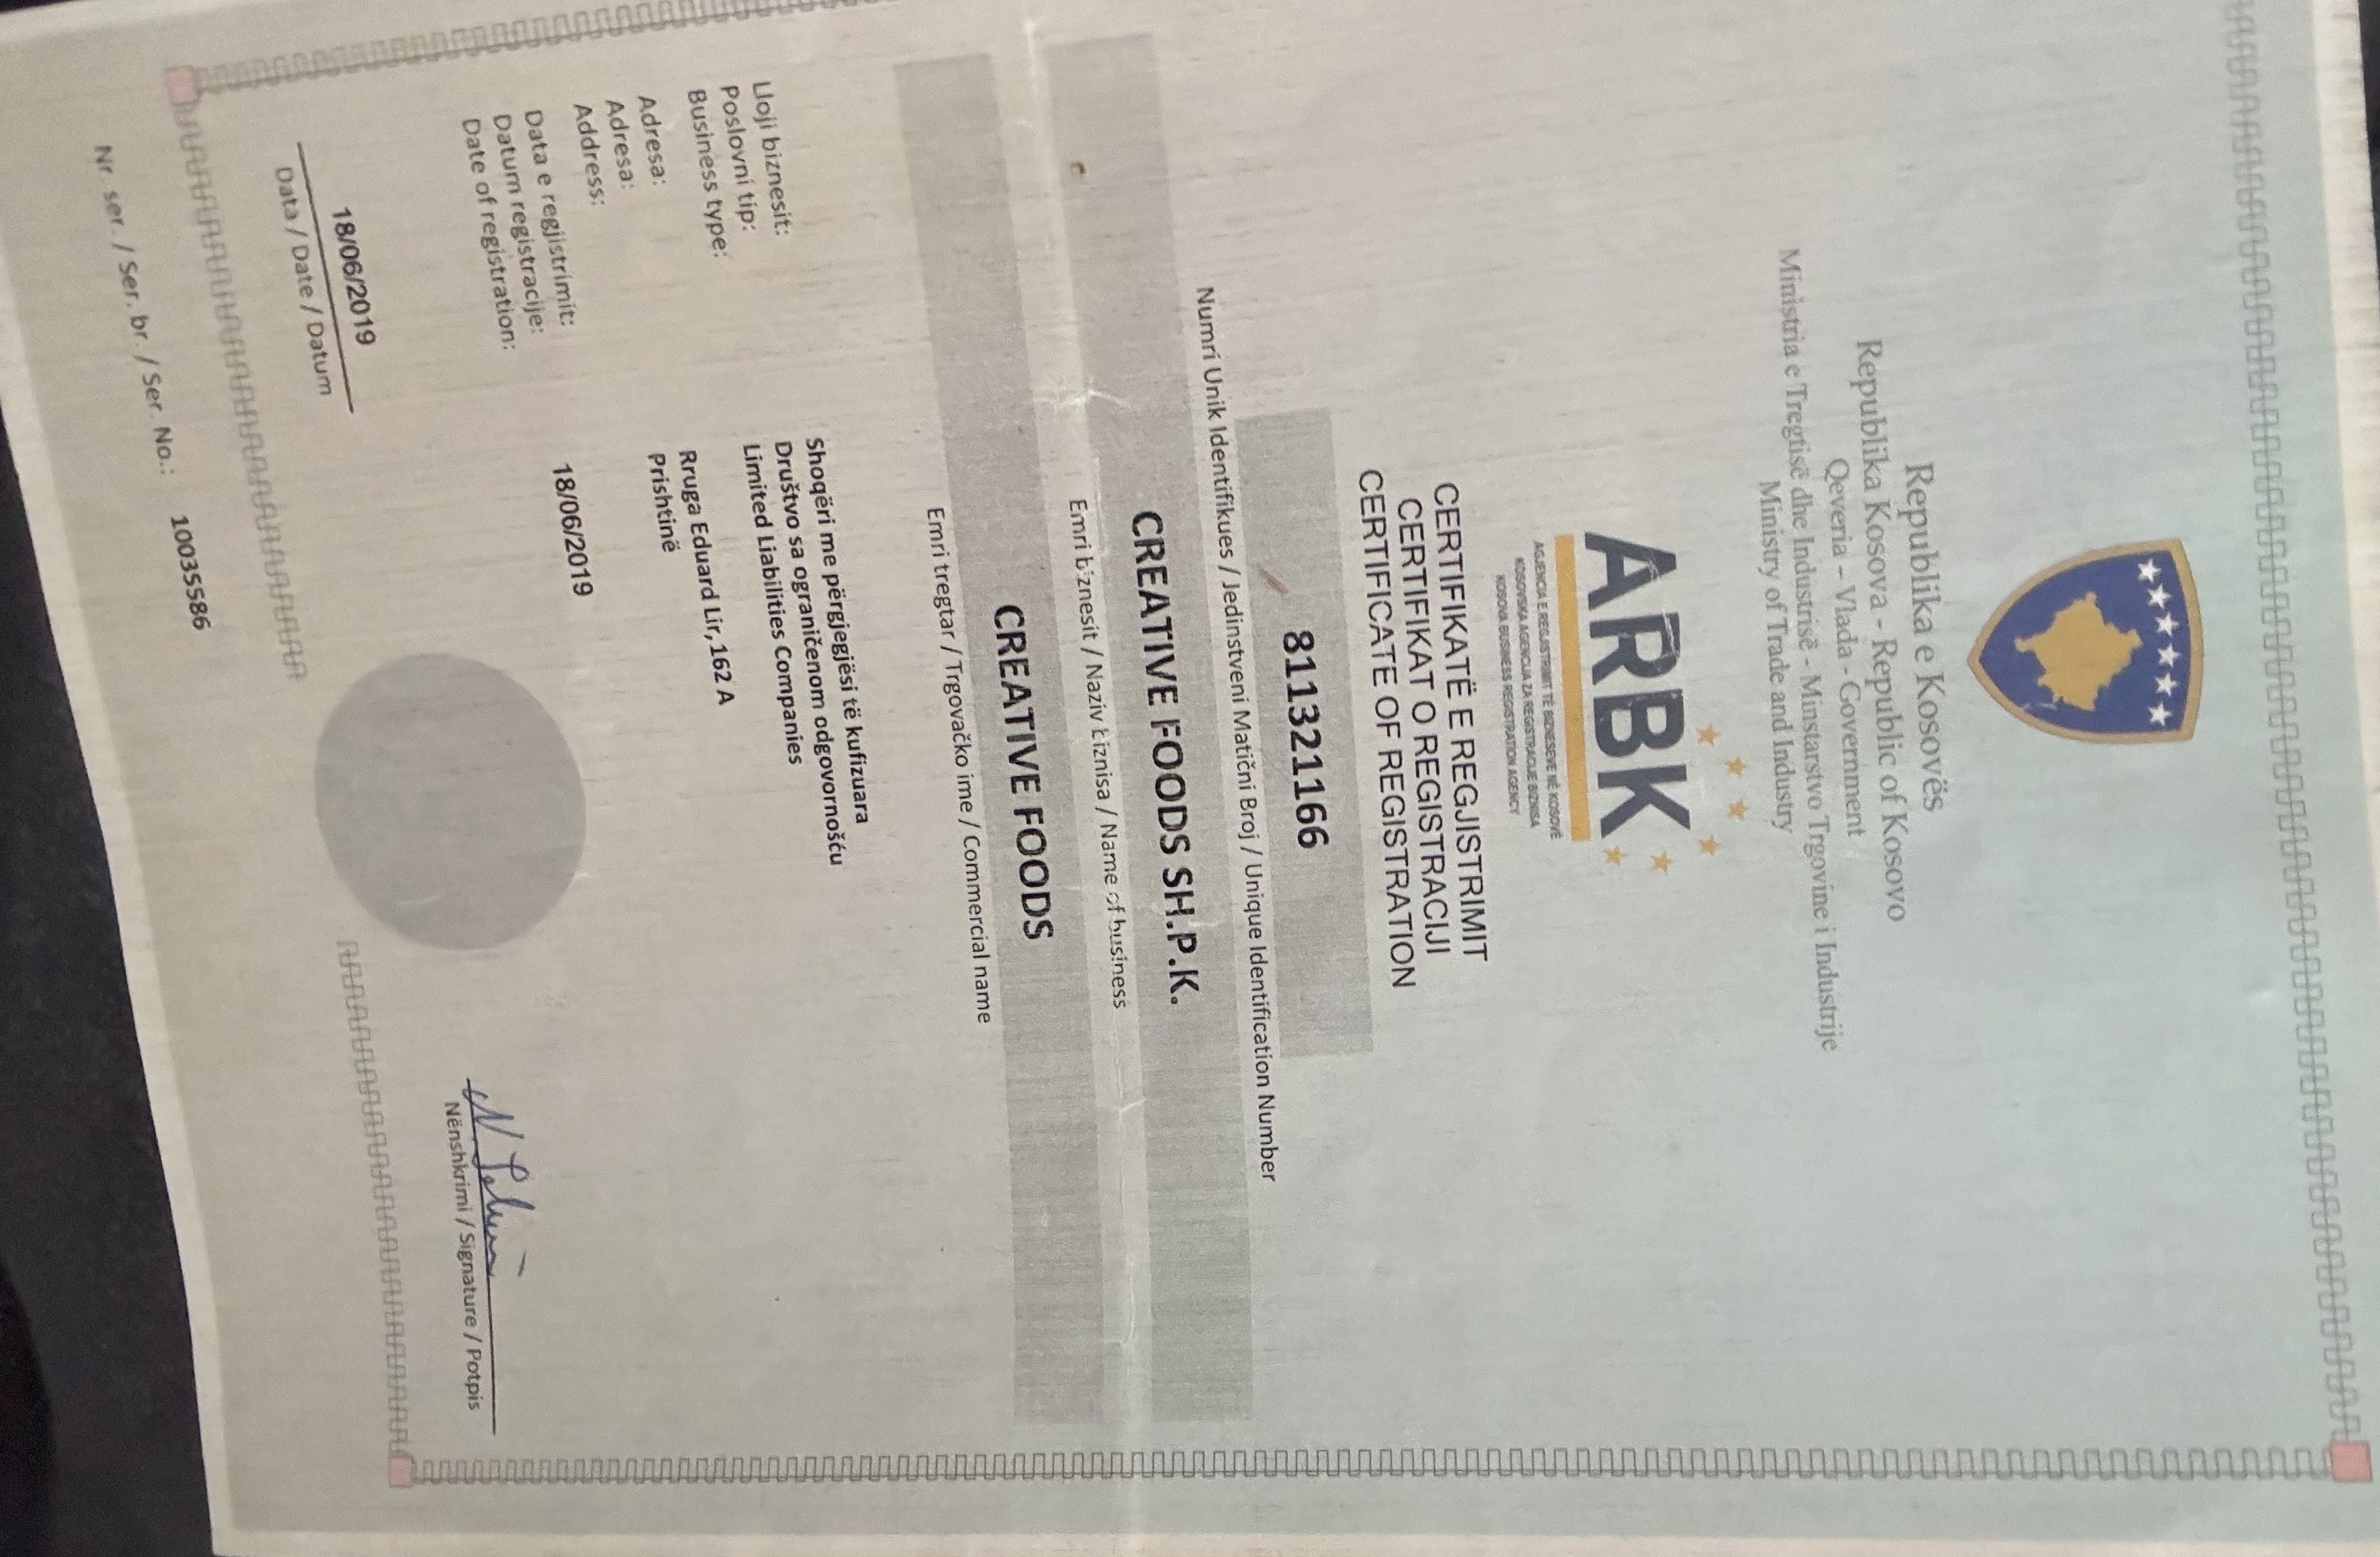 Republika e Kosovës
Republika Kosova - Republic of Kosovo
Qeveria – Vlada - Government
Ministria e Tregtisë dhe Industrisë - Minstarstvo Trgovine i Industrije
Ministry of Trade and Industry
ARBK
AGJENCIA E REGJISTRIMIT TË BIZNESEVE NË KOSOVË
KOSOVSKA AGENCIJA ZA REGISTRACIJE BIZNISA
KOSOVA BUSINESS REGISTRATION AGENCY
CERTIFIKATË E REGJISTRIMIT
CERTIFIKAT O REGISTRACIJI
CERTIFICATE OF REGISTRATION
811321166
Numri Unik Identifikues / Jedinstveni Matični Broj / Unique Identification Number
CREATIVE FOODS SH.P.K.
Emri biznesit / Naziv biznisa / Name of business
CREATIVE FOODS
Emri tregtar / Trgovačko ime / Commercial name
Lloji biznesit: Shoqëri me përgjegjësi të kufizuara
Poslovni tip: Društvo sa ograničenom odgovornošću
Business type: Limited Liabilities Companies
Adresa: Rruga Eduard Lir, 162 A
Adresa: Prishtinë
Address:
Data e regjistrimit: 18/06/2019
Datum registracije:
Date of registration:
18/06/2019
Data / Date / Datum
Nënshkrimi / Signature / Potpis
Nr. ser. / Ser. br. / Ser. No.: 10035586